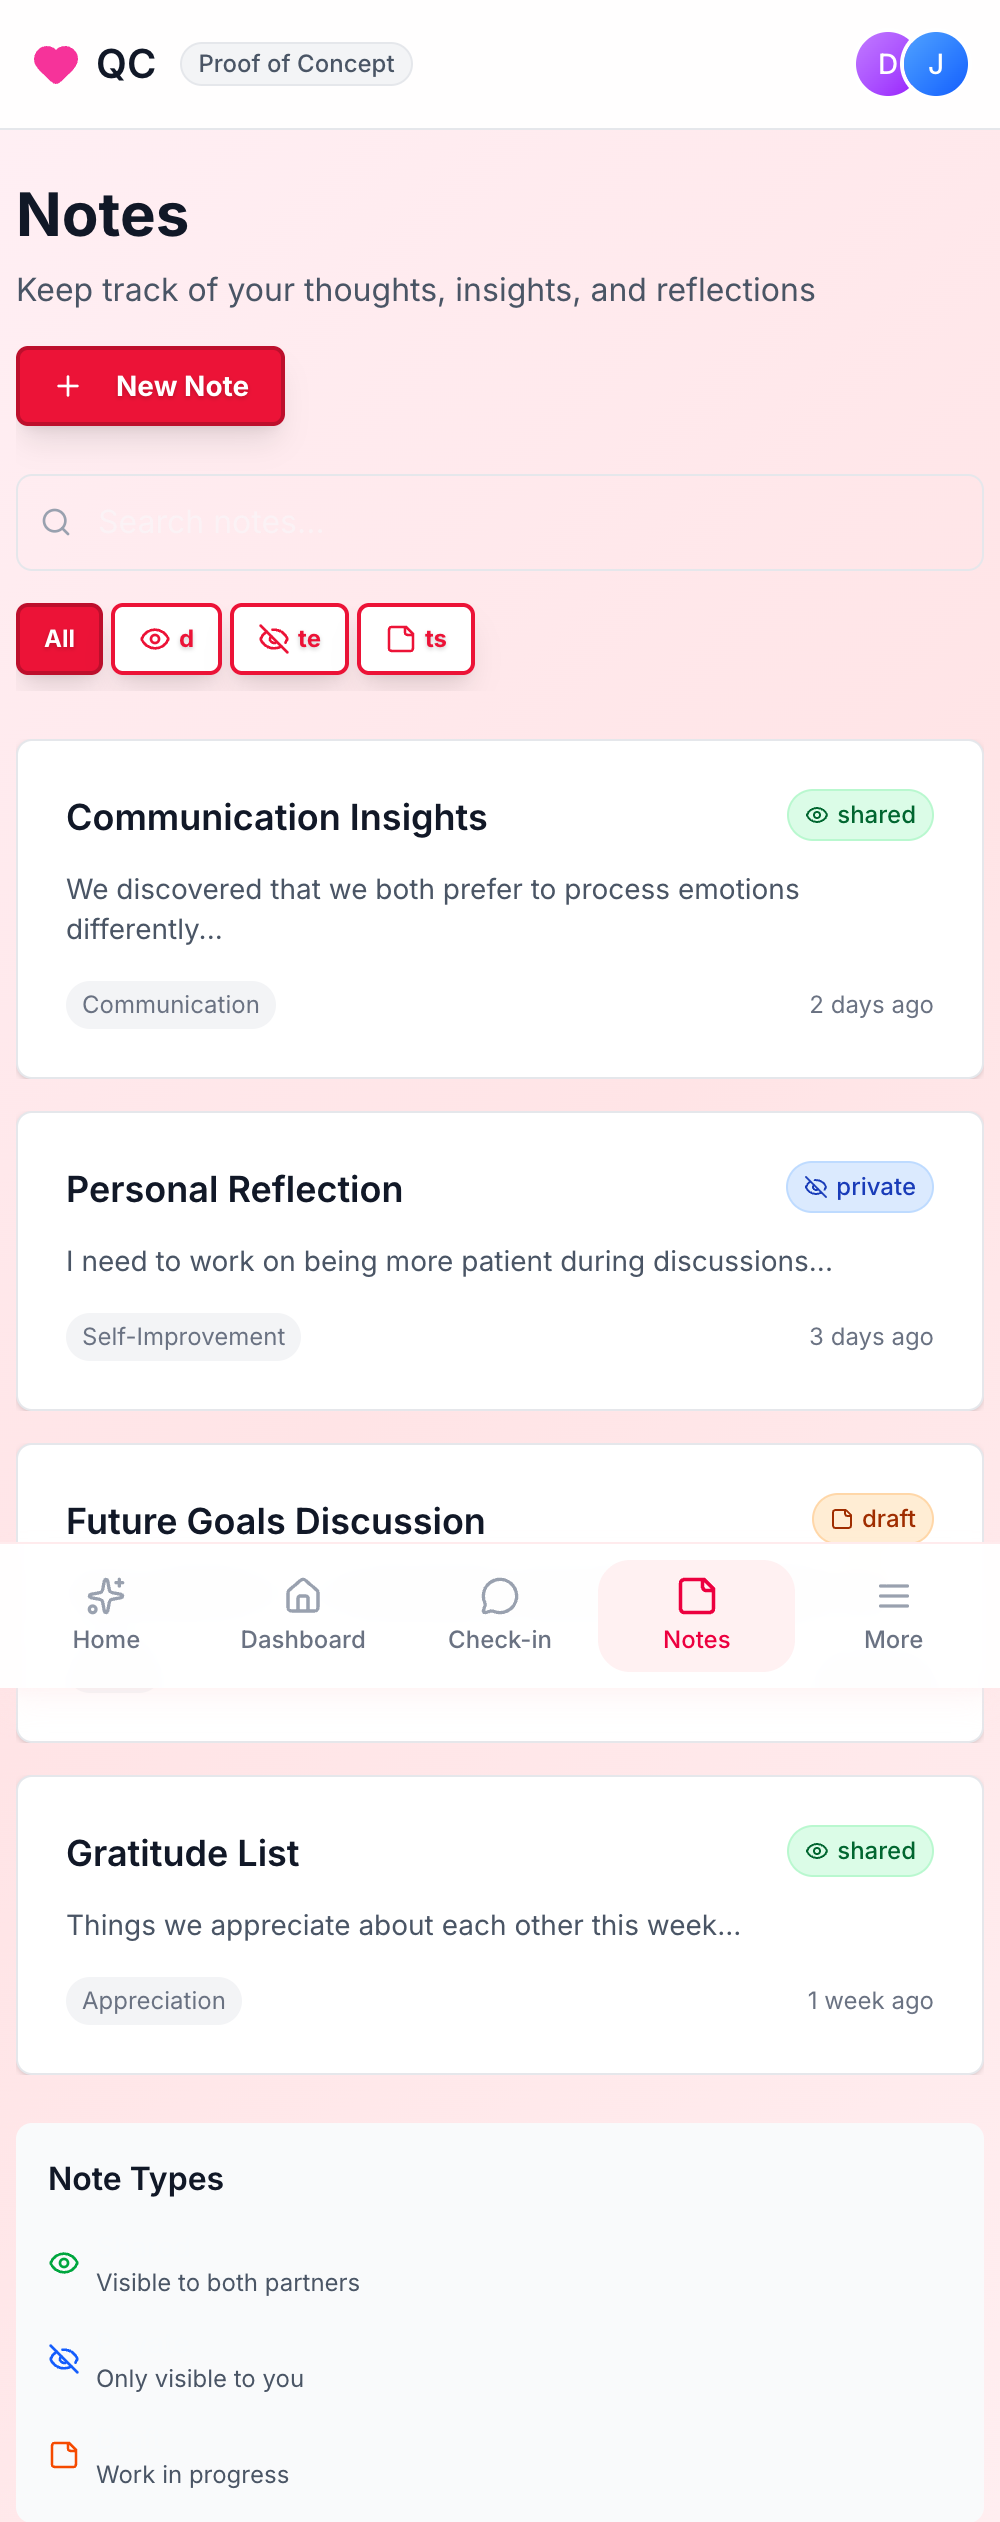 QC
Proof of Concept
D
J
Notes
Keep track of your thoughts, insights, and reflections
New Note
Search notes...
All
d
te
ts
Communication Insights
shared
We discovered that we both prefer to process emotions
differently...
Communication
2 days ago
Personal Reflection
private
I need to work on being more patient during discussions...
Self-Improvement
3 days ago
Future Goals Discussion
draft
Home
Dashboard
Check-in
Notes
More
Gratitude List
shared
Things we appreciate about each other this week...
Appreciation
1 week ago
Note Types
Visible to both partners
Only visible to you
Work in progress